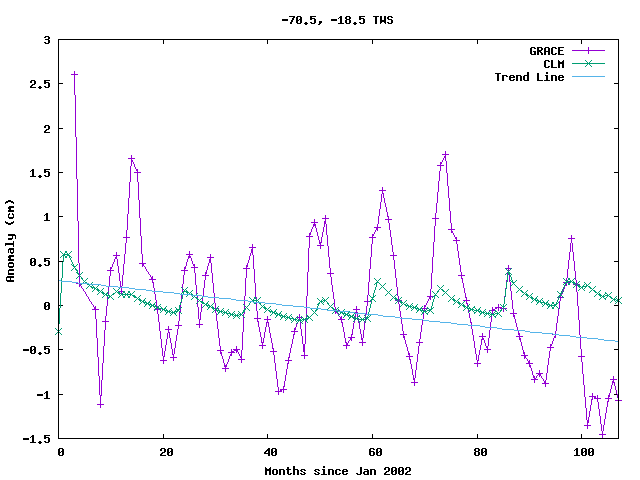 -70.5, -18.5 TWS
GRACE
CLM
Trend Line
3
2.5
2
1.5
1
0.5
0
-0.5
-1
-1.5
Anomaly (cm)
0 20 40 60 80 100
Months since Jan 2002